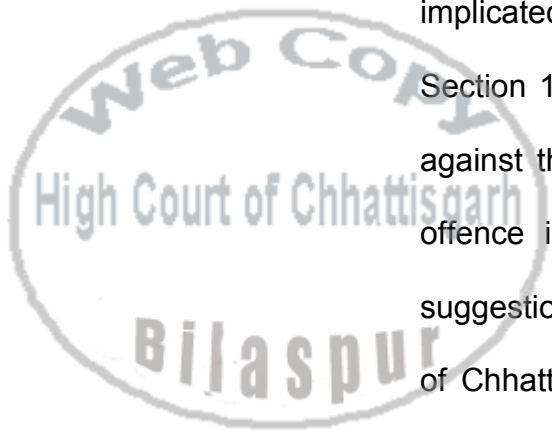 implicated
Web Copy
Section 1
against th
High Court of Chhattisgarh
offence i
suggestio
Bilaspur
of Chhatt